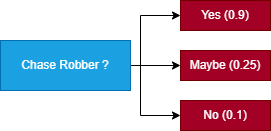 Chase Robber ?
Yes (0.9)
Maybe (0.25)
No (0.1)